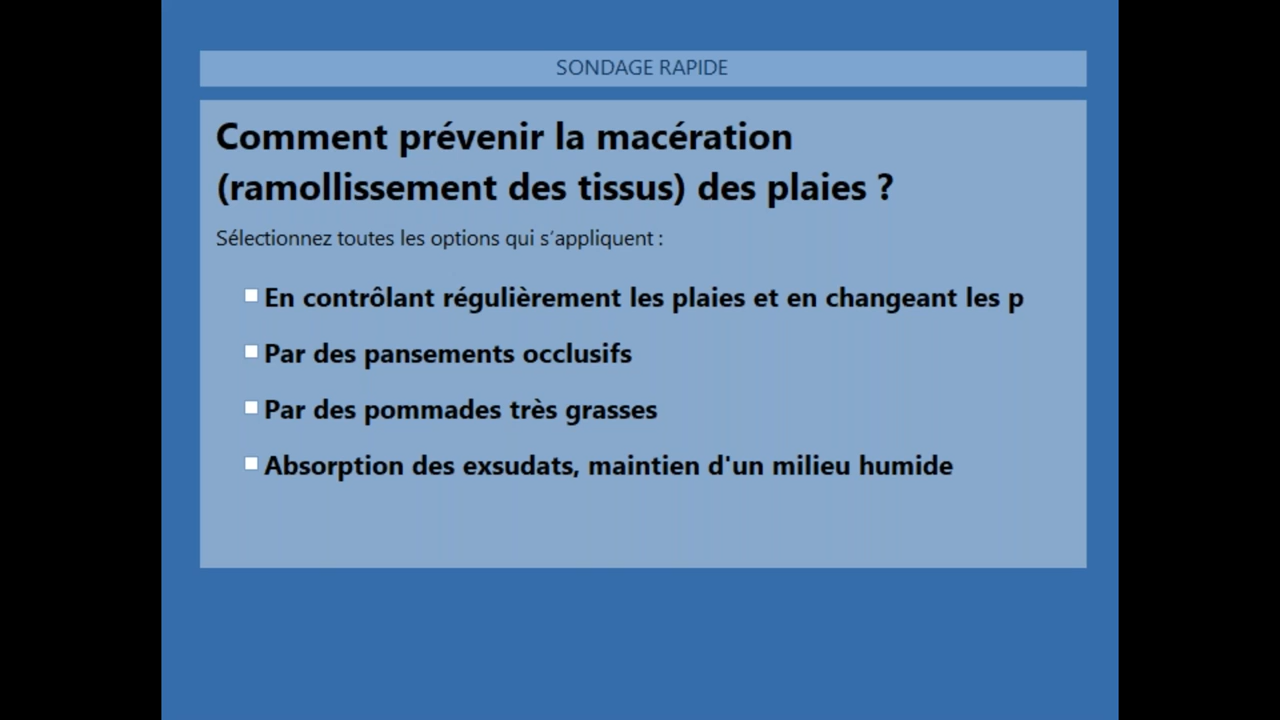 SONDAGE RAPIDE
Comment prévenir la macération
(ramollissement des tissus) des plaies ?
Sélectionnez toutes les options qui s’appliquent :
En contrôlant régulièrement les plaies et en changeant les p
Par des pansements occlusifs
Par des pommades très grasses
Absorption des exsudats, maintien d'un milieu humide